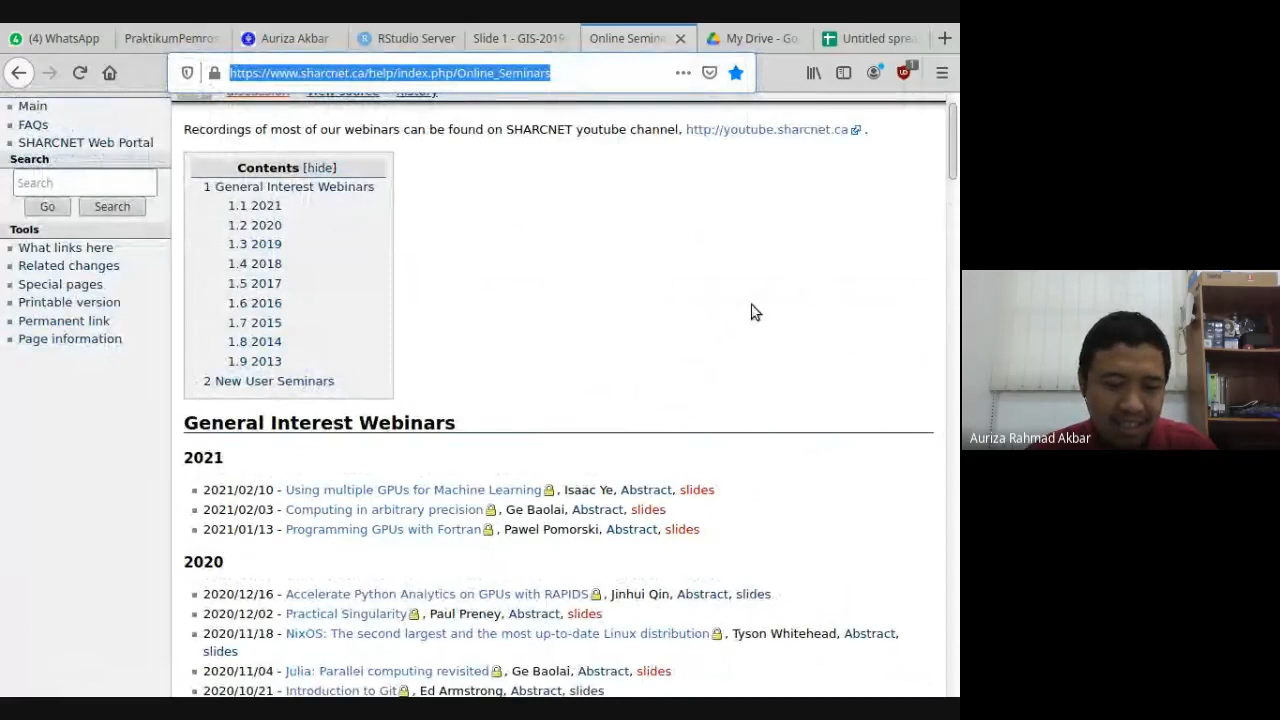 (4) WhatsApp
PraktikumPemros
Auriza Akbar
RStudio Server
Slide 1 - GIS-2019
Online Semina
My Drive - Go
Untitled sprea
https://www.sharcnet.ca/help/index.php/Online_Seminars
1
discussion view source history
Main
FAQs
SHARCNET Web Portal
Search
Search
Go Search
Tools
What links here
Related changes
Special pages
Printable version
Permanent link
Page information
Recordings of most of our webinars can be found on SHARCNET youtube channel, http://youtube.sharcnet.ca .
Contents [hide]
1 General Interest Webinars
1.1 2021
1.2 2020
1.3 2019
1.4 2018
1.5 2017
1.6 2016
1.7 2015
1.8 2014
1.9 2013
2 New User Seminars
General Interest Webinars
2021
2021/02/10 - Using multiple GPUs for Machine Learning, Isaac Ye, Abstract, slides
2021/02/03 - Computing in arbitrary precision, Ge Baolai, Abstract, slides
2021/01/13 - Programming GPUs with Fortran, Pawel Pomorski, Abstract, slides
2020
2020/12/16 - Accelerate Python Analytics on GPUs with RAPIDS, Jinhui Qin, Abstract, slides
2020/12/02 - Practical Singularity, Paul Preney, Abstract, slides
2020/11/18 - NixOS: The second largest and the most up-to-date Linux distribution, Tyson Whitehead, Abstract,
slides
2020/11/04 - Julia: Parallel computing revisited, Ge Baolai, Abstract, slides
2020/10/21 - Introduction to Git, Ed Armstrong, Abstract, slides
Auriza Rahmad Akbar